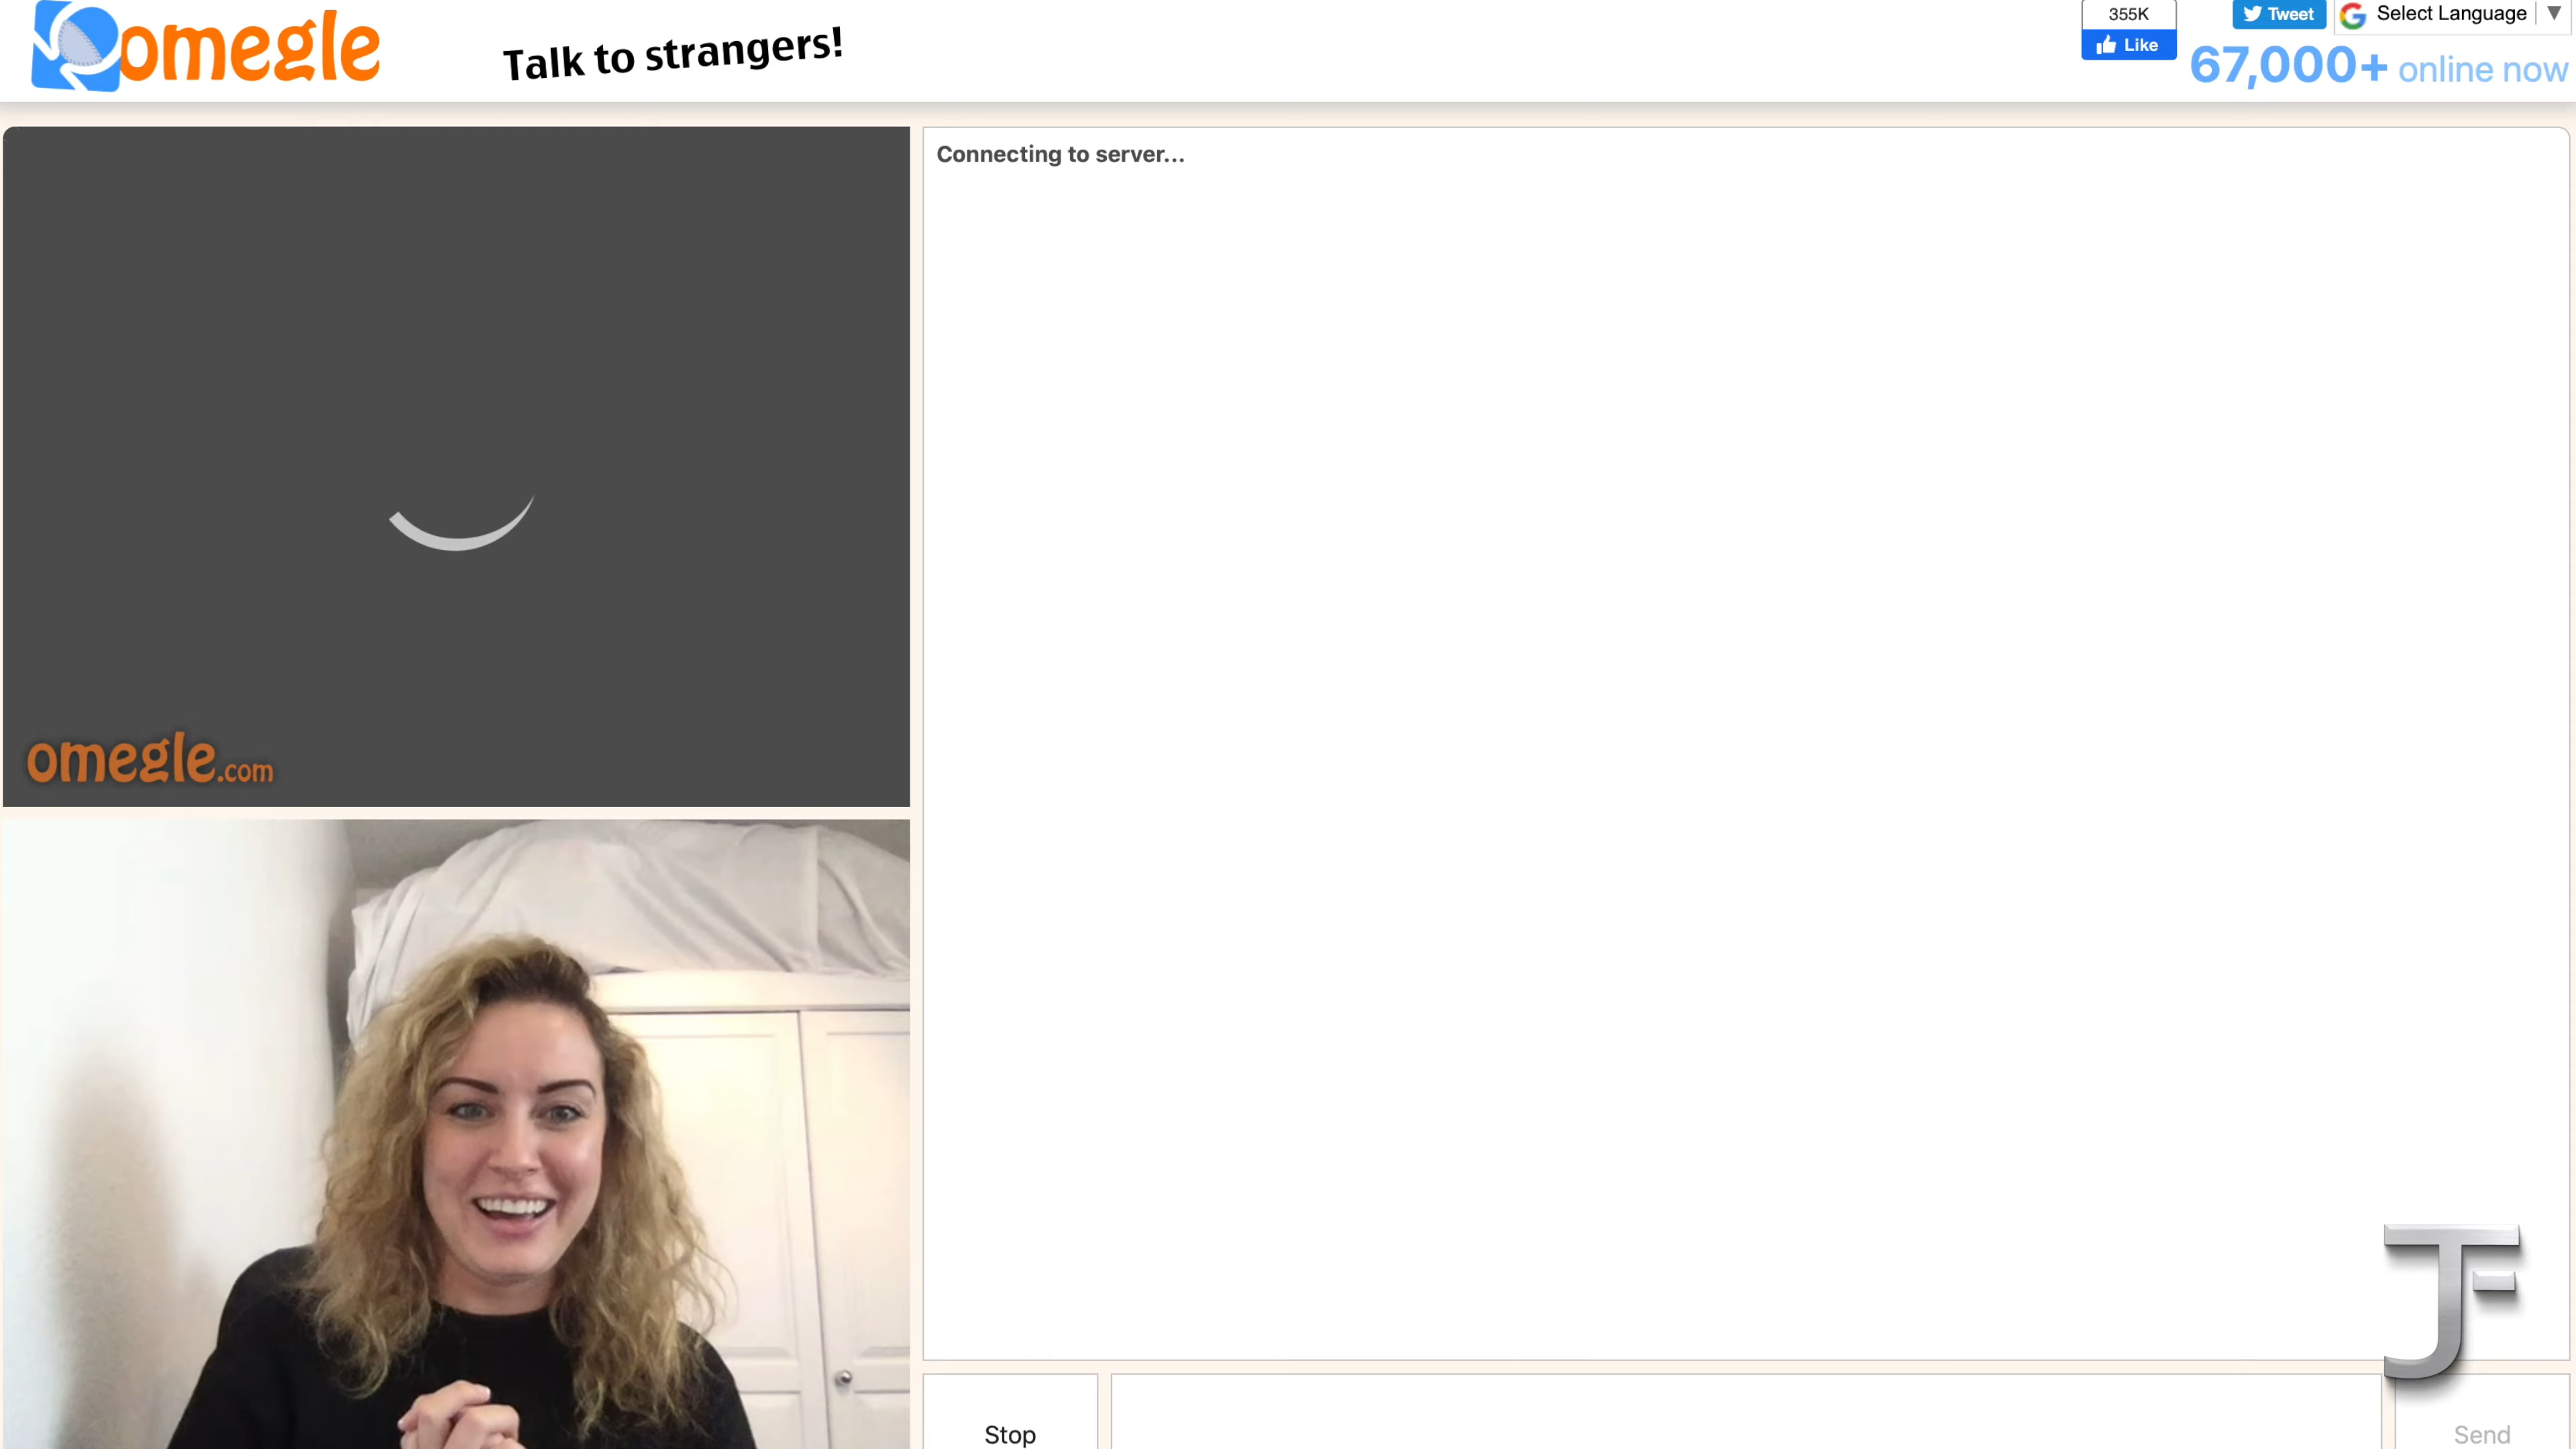 omegle
Talk to strangers!
355K
Like
Tweet
Select Language
67,000+ online now
Connecting to server...
omegle.com
JF
Stop
Send